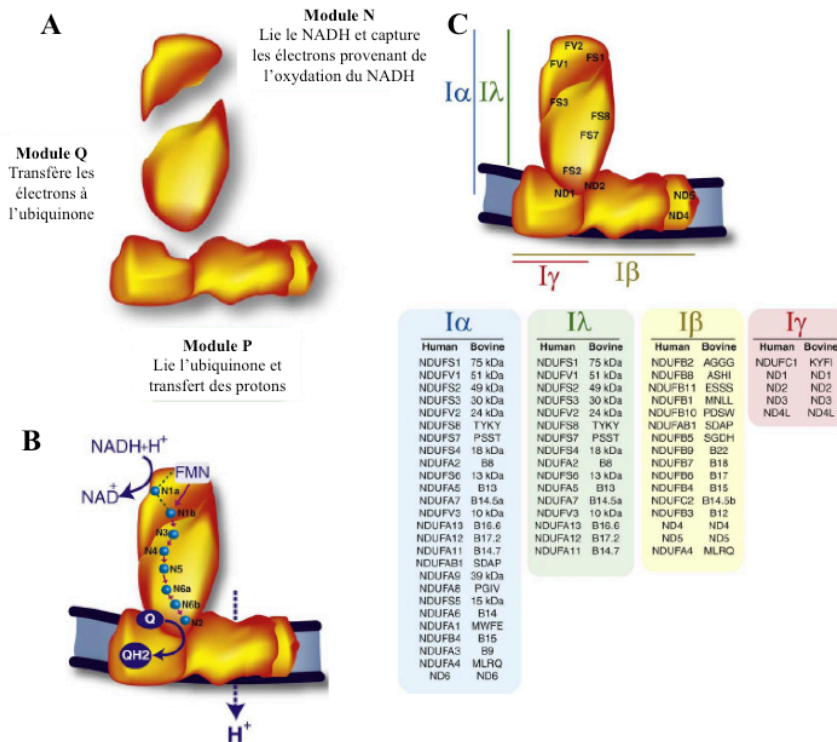 A
Module N
Lie le NADH et capture
les électrons provenant de
l'oxydation du NADH
Module Q
Transfère les
électrons à
l'ubiquinone
Module P
Lie l'ubiquinone et
transfert des protons
B
NADH+H+
NAD+
FMN
N1a
N1b
N3
N4
N5
N6a
N6b
N2
Q
QH2
H+
C
Iα Iλ
FV2
FV1 FS1
FS3
FS8
FS7
FS2
ND1 ND2
ND5
ND4
Iγ Iβ
Iα
Human Bovine
NDUFS1 75 kDa
NDUFV1 51 kDa
NDUFS2 49 kDa
NDUFS3 30 kDa
NDUFV2 24 kDa
NDUFS8 TYKY
NDUFS7 PSST
NDUFS4 18 kDa
NDUFA2 B8
NDUFS6 13 kDa
NDUFA5 B13
NDUFA7 B14.5a
NDUFV3 10 kDa
NDUFA13 B16.6
NDUFA12 B17.2
NDUFA11 B14.7
NDUFAB1 SDAP
NDUFA9 39 kDa
NDUFA8 PGIV
NDUFS5 15 kDa
NDUFA6 B14
NDUFA1 MWFE
NDUFB4 B15
NDUFA3 B9
NDUFA4 MLRQ
ND6 ND6
Iλ
Human Bovine
NDUFS1 75 kDa
NDUFV1 51 kDa
NDUFS2 49 kDa
NDUFS3 30 kDa
NDUFV2 24 kDa
NDUFS8 TYKY
NDUFS7 PSST
NDUFS4 18 kDa
NDUFA2 B8
NDUFS6 13 kDa
NDUFA5 B13
NDUFA7 B14.5a
NDUFV3 10 kDa
NDUFA13 B16.6
NDUFA12 B17.2
NDUFA11 B14.7
Iβ
Human Bovine
NDUFB2 AGGG
NDUFB8 ASHI
NDUFB11 ESSS
NDUFB1 MNLL
NDUFB10 PDSW
NDUFAB1 SDAP
NDUFB5 SGDH
NDUFB9 B22
NDUFB7 B18
NDUFB6 B17
NDUFB4 B15
NDUFC2 B14.5b
NDUFB3 B12
ND4 ND4
ND5 ND5
NDUFA4 MLRQ
Iγ
Human Bovine
NDUFC1 KYFI
ND1 ND1
ND2 ND2
ND3 ND3
ND4L ND4L